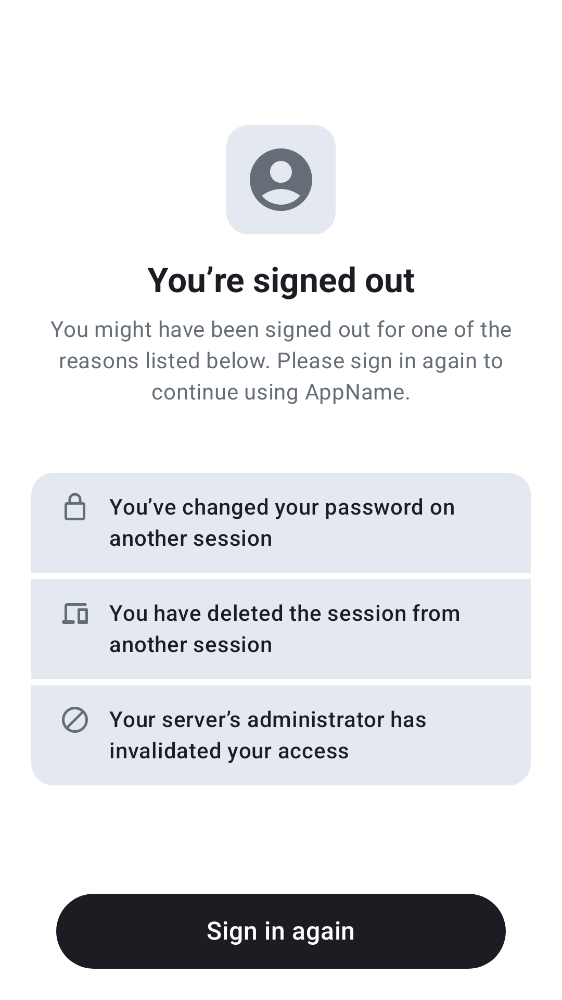 You’re signed out
You might have been signed out for one of the
reasons listed below. Please sign in again to
continue using AppName.
You’ve changed your password on
another session
You have deleted the session from
another session
Your server’s administrator has
invalidated your access
Sign in again